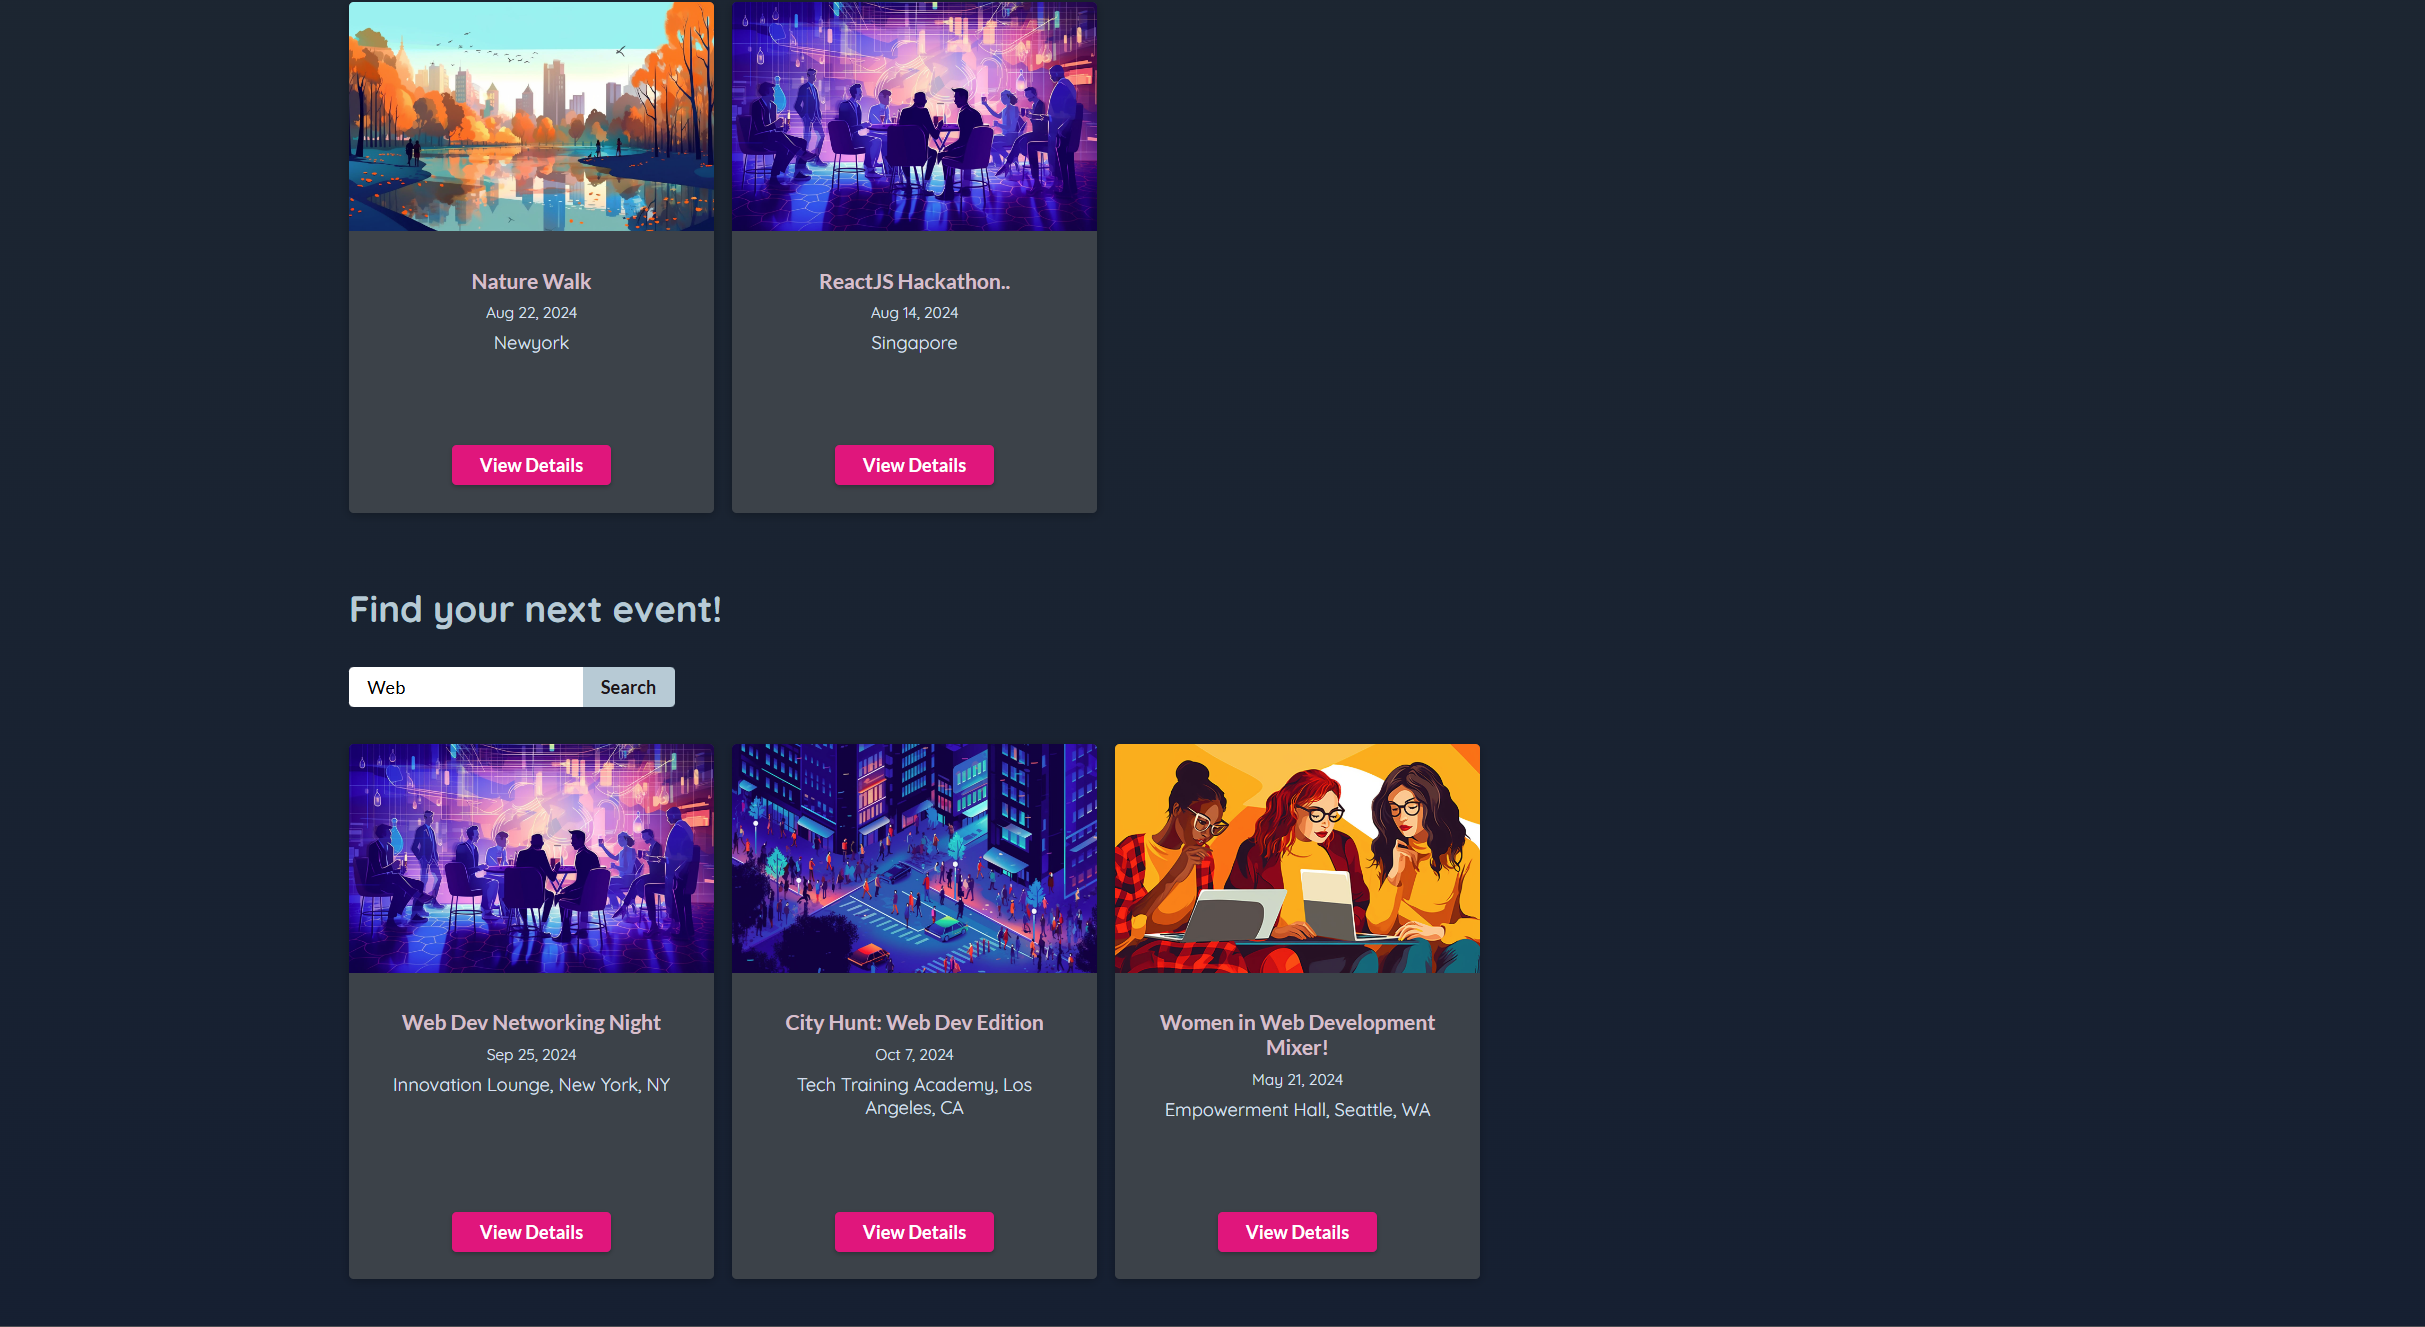 Nature Walk
Aug 22, 2024
Newyork
View Details
ReactJS Hackathon..
Aug 14, 2024
Singapore
View Details
Find your next event!
Web
Search
Web Dev Networking Night
Sep 25, 2024
Innovation Lounge, New York, NY
View Details
City Hunt: Web Dev Edition
Oct 7, 2024
Tech Training Academy, Los
Angeles, CA
View Details
Women in Web Development
Mixer!
May 21, 2024
Empowerment Hall, Seattle, WA
View Details